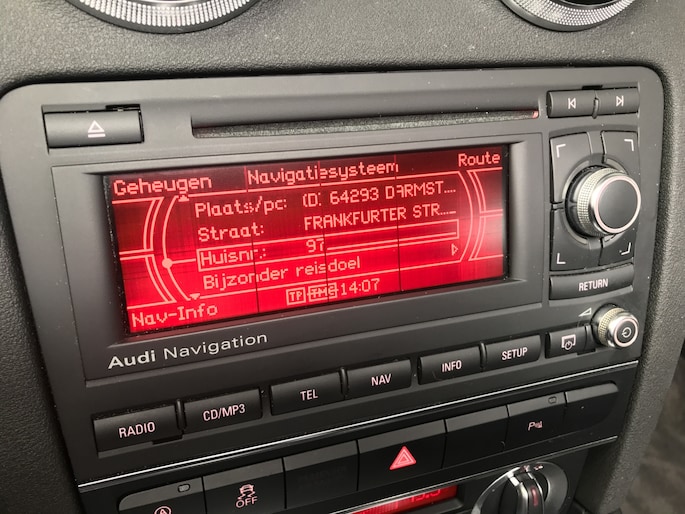 Geheugen Navigatiesysteem Route
Plaats/pc: (D) 64293 DARMST....
Straat: FRANKFURTER STR...
Huisnr.: 97
Bijzonder reisdoel
Nav-Info TP TMC 14:07
Audi Navigation
RETURN
RADIO CD/MP3 TEL NAV INFO SETUP
OFF